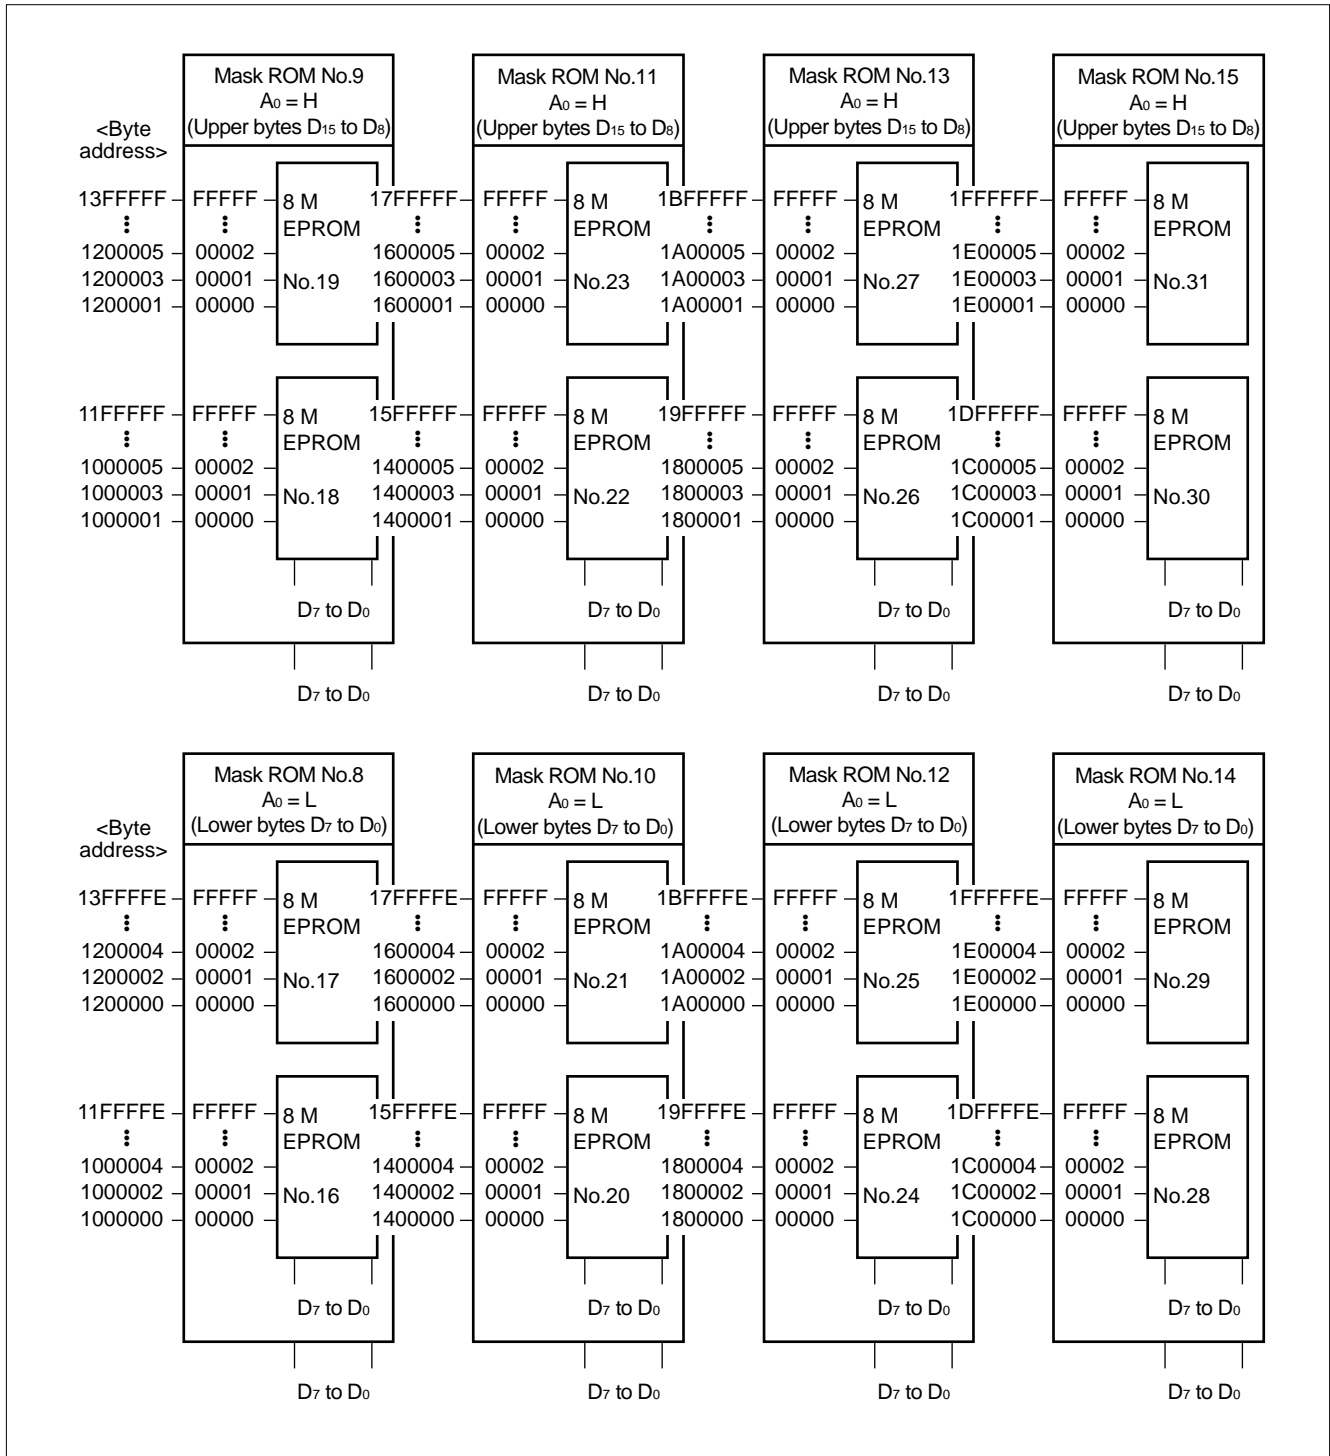 Mask ROM No.9
A0 = H
(Upper bytes D15 to D8)
Mask ROM No.11
A0 = H
(Upper bytes D15 to D8)
Mask ROM No.13
A0 = H
(Upper bytes D15 to D8)
Mask ROM No.15
A0 = H
(Upper bytes D15 to D8)
<Byte
address>
13FFFFF FFFFF 8 M 17FFFFF FFFFF 8 M 1BFFFFF FFFFF 8 M 1FFFFFF FFFFF 8 M
EPROM EPROM EPROM EPROM
1200005 00002 1600005 00002 1A00005 00002 1E00005 00002
1200003 00001 No.19 1600003 00001 No.23 1A00003 00001 No.27 1E00003 00001 No.31
1200001 00000 1600001 00000 1A00001 00000 1E00001 00000
11FFFFF FFFFF 8 M 15FFFFF FFFFF 8 M 19FFFFF FFFFF 8 M 1DFFFFF FFFFF 8 M
EPROM EPROM EPROM EPROM
1000005 00002 1400005 00002 1800005 00002 1C00005 00002
1000003 00001 No.18 1400003 00001 No.22 1800003 00001 No.26 1C00003 00001 No.30
1000001 00000 1400001 00000 1800001 00000 1C00001 00000
D7 to D0 D7 to D0 D7 to D0 D7 to D0
D7 to D0 D7 to D0 D7 to D0 D7 to D0
Mask ROM No.8
A0 = L
(Lower bytes D7 to D0)
Mask ROM No.10
A0 = L
(Lower bytes D7 to D0)
Mask ROM No.12
A0 = L
(Lower bytes D7 to D0)
Mask ROM No.14
A0 = L
(Lower bytes D7 to D0)
<Byte
address>
13FFFFE FFFFF 8 M 17FFFFE FFFFF 8 M 1BFFFFE FFFFF 8 M 1FFFFFE FFFFF 8 M
EPROM EPROM EPROM EPROM
1200004 00002 1600004 00002 1A00004 00002 1E00004 00002
1200002 00001 No.17 1600002 00001 No.21 1A00002 00001 No.25 1E00002 00001 No.29
1200000 00000 1600000 00000 1A00000 00000 1E00000 00000
11FFFFE FFFFF 8 M 15FFFFE FFFFF 8 M 19FFFFE FFFFF 8 M 1DFFFFE FFFFF 8 M
EPROM EPROM EPROM EPROM
1000004 00002 1400004 00002 1800004 00002 1C00004 00002
1000002 00001 No.16 1400002 00001 No.20 1800002 00001 No.24 1C00002 00001 No.28
1000000 00000 1400000 00000 1800000 00000 1C00000 00000
D7 to D0 D7 to D0 D7 to D0 D7 to D0
D7 to D0 D7 to D0 D7 to D0 D7 to D0